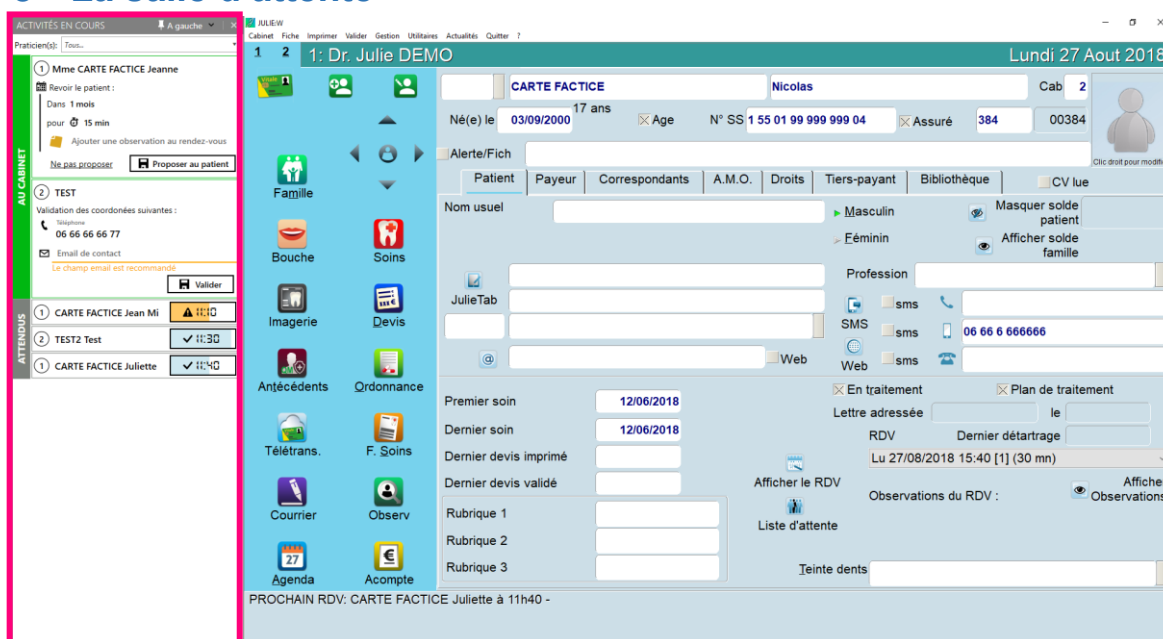 ACTIVITÉS EN COURS
A gauche
Praticien(s): Tous...
AU CABINET
1 Mme CARTE FACTICE Jeanne
Revoir le patient :
Dans 1 mois
pour 15 min
Ajouter une observation au rendez-vous
Ne pas proposer
Proposer au patient
2 TEST
Validation des coordonées suivantes :
Téléphone
06 66 66 66 77
Email de contact
Le champ email est recommandé
Valider
ATTENDUS
1 CARTE FACTICE Jean Mi 11:10
2 TEST2 Test 11:30
1 CARTE FACTICE Juliette 11:40
JULIE:W
Cabinet Fiche Imprimer Valider Gestion Utilitaires Actualités Quitter ?
1 2 1: Dr. Julie DEMO Lundi 27 Aout 2018
Vitale
Famille
Bouche Soins
Imagerie Devis
Antécédents Ordonnance
Télétrans. F. Soins
Courrier Observ
27
Agenda Acompte
CARTE FACTICE Nicolas Cab 2
17 ans
Né(e) le 03/09/2000 Age N° SS 1 55 01 99 999 999 04 Assuré 384 00384
Alerte/Fich
Clic droit pour modifi
Patient Payeur Correspondants A.M.O. Droits Tiers-payant Bibliothèque CV lue
Nom usuel
Masculin
Féminin
Masquer solde patient
Afficher solde famille
Profession
JulieTab
SMS
sms
sms 06 66 6 666666
@ Web
Web sms
Premier soin 12/06/2018
Dernier soin 12/06/2018
Dernier devis imprimé
Dernier devis validé
Rubrique 1
Rubrique 2
Rubrique 3
En traitement Plan de traitement
Lettre adressée le
RDV Dernier détartrage
Lu 27/08/2018 15:40 [1] (30 mn)
Afficher le RDV
Observations du RDV :
Affiche
Observations
Liste d'attente
Teinte dents
PROCHAIN RDV: CARTE FACTICE Juliette à 11h40 -